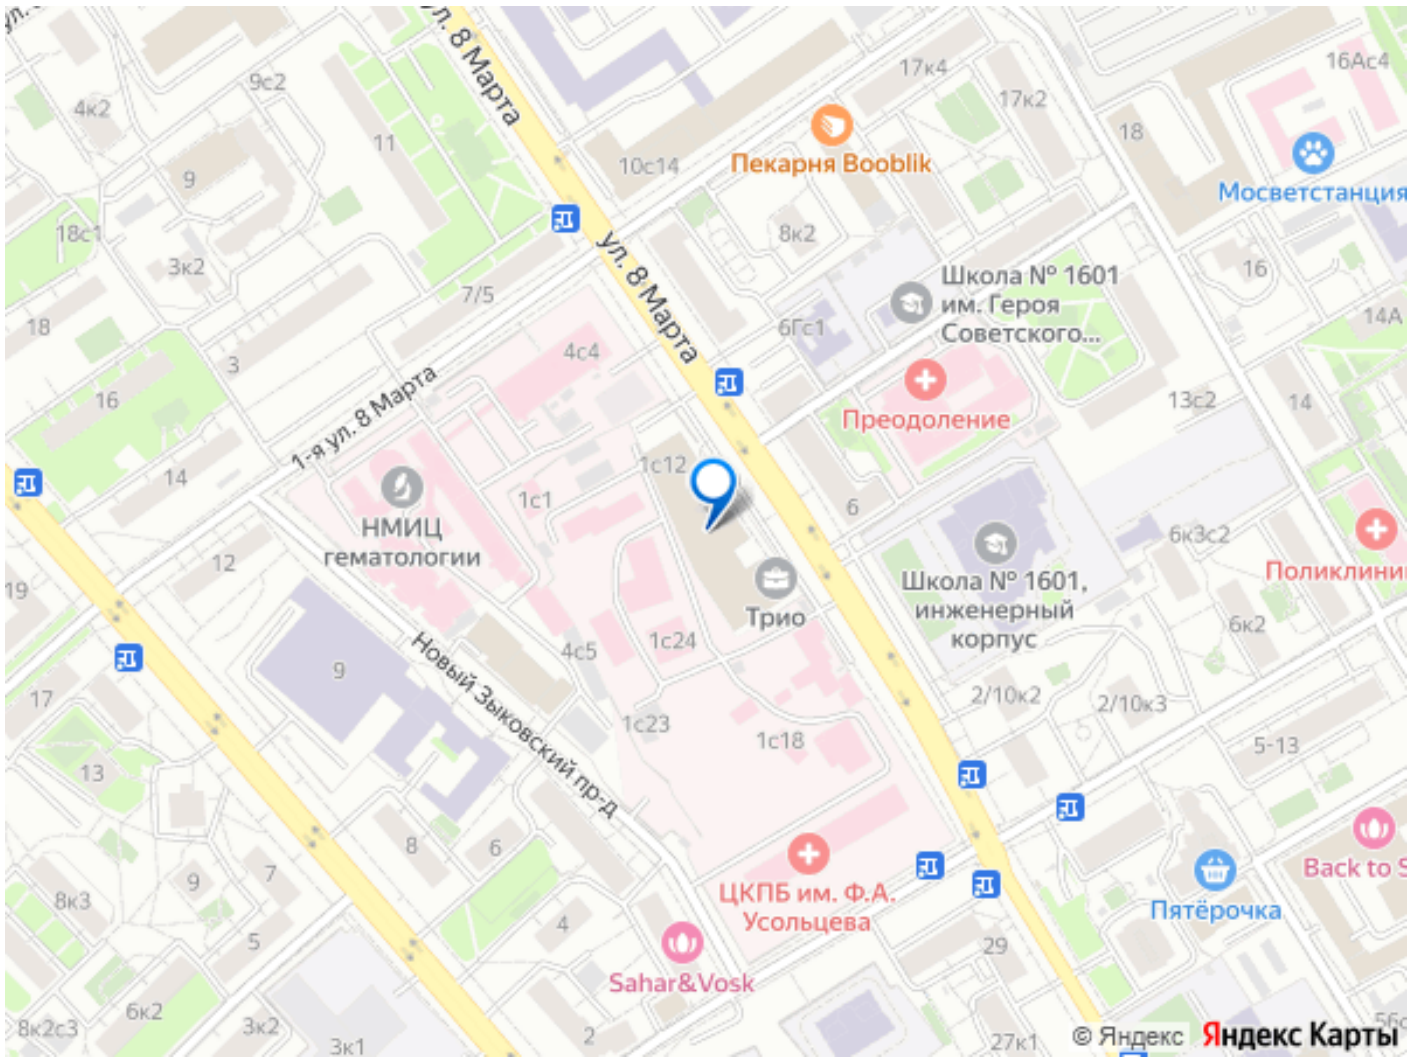 ул. 8 Марта
9с2
4к2
11
9
18с1
3к2
18
3
7/5
16
14
12
19
17
13
10с14
17к4
17к2
18
16Ас4
Пекарня Booblik
Мосветстанция
8к2
ул. 8 Марта
Школа № 1601
им. Героя
Советского...
16
14А
6Гс1
4с4
1-я ул. 8 Марта
Преодоление
13с2
14
1с12
1с1
НМИЦ
гематологии
6
6к3с2
Поликлини
Школа № 1601,
инженерный
корпус
Трио
6к2
4с5
1с24
9
Новый Зыковский пр-д
2/10к2
2/10к3
1с23
1с18
5-13
8
6
7
9
8к3
5
4
ЦКПБ им. Ф.А.
Усольцева
Back to S
Пятёрочка
29
Sahar&Vosk
6к2
8к2с3
3к2
3к1
2
27к1
56с
© Яндекс
Яндекс Карты